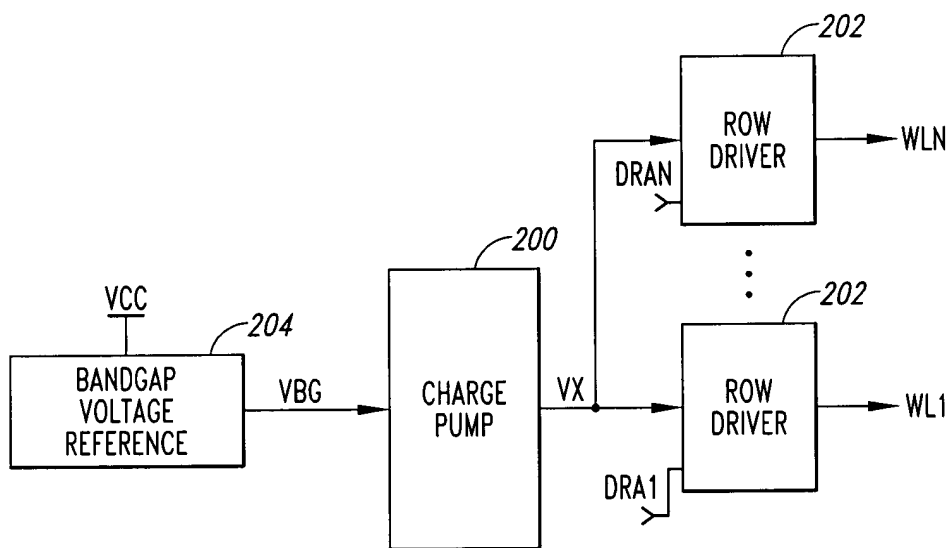 202
ROW
DRIVER
WLN
DRAN
200
202
VCC
204
BANDGAP
VOLTAGE
REFERENCE
VBG
CHARGE
PUMP
VX
ROW
DRIVER
WL1
DRA1